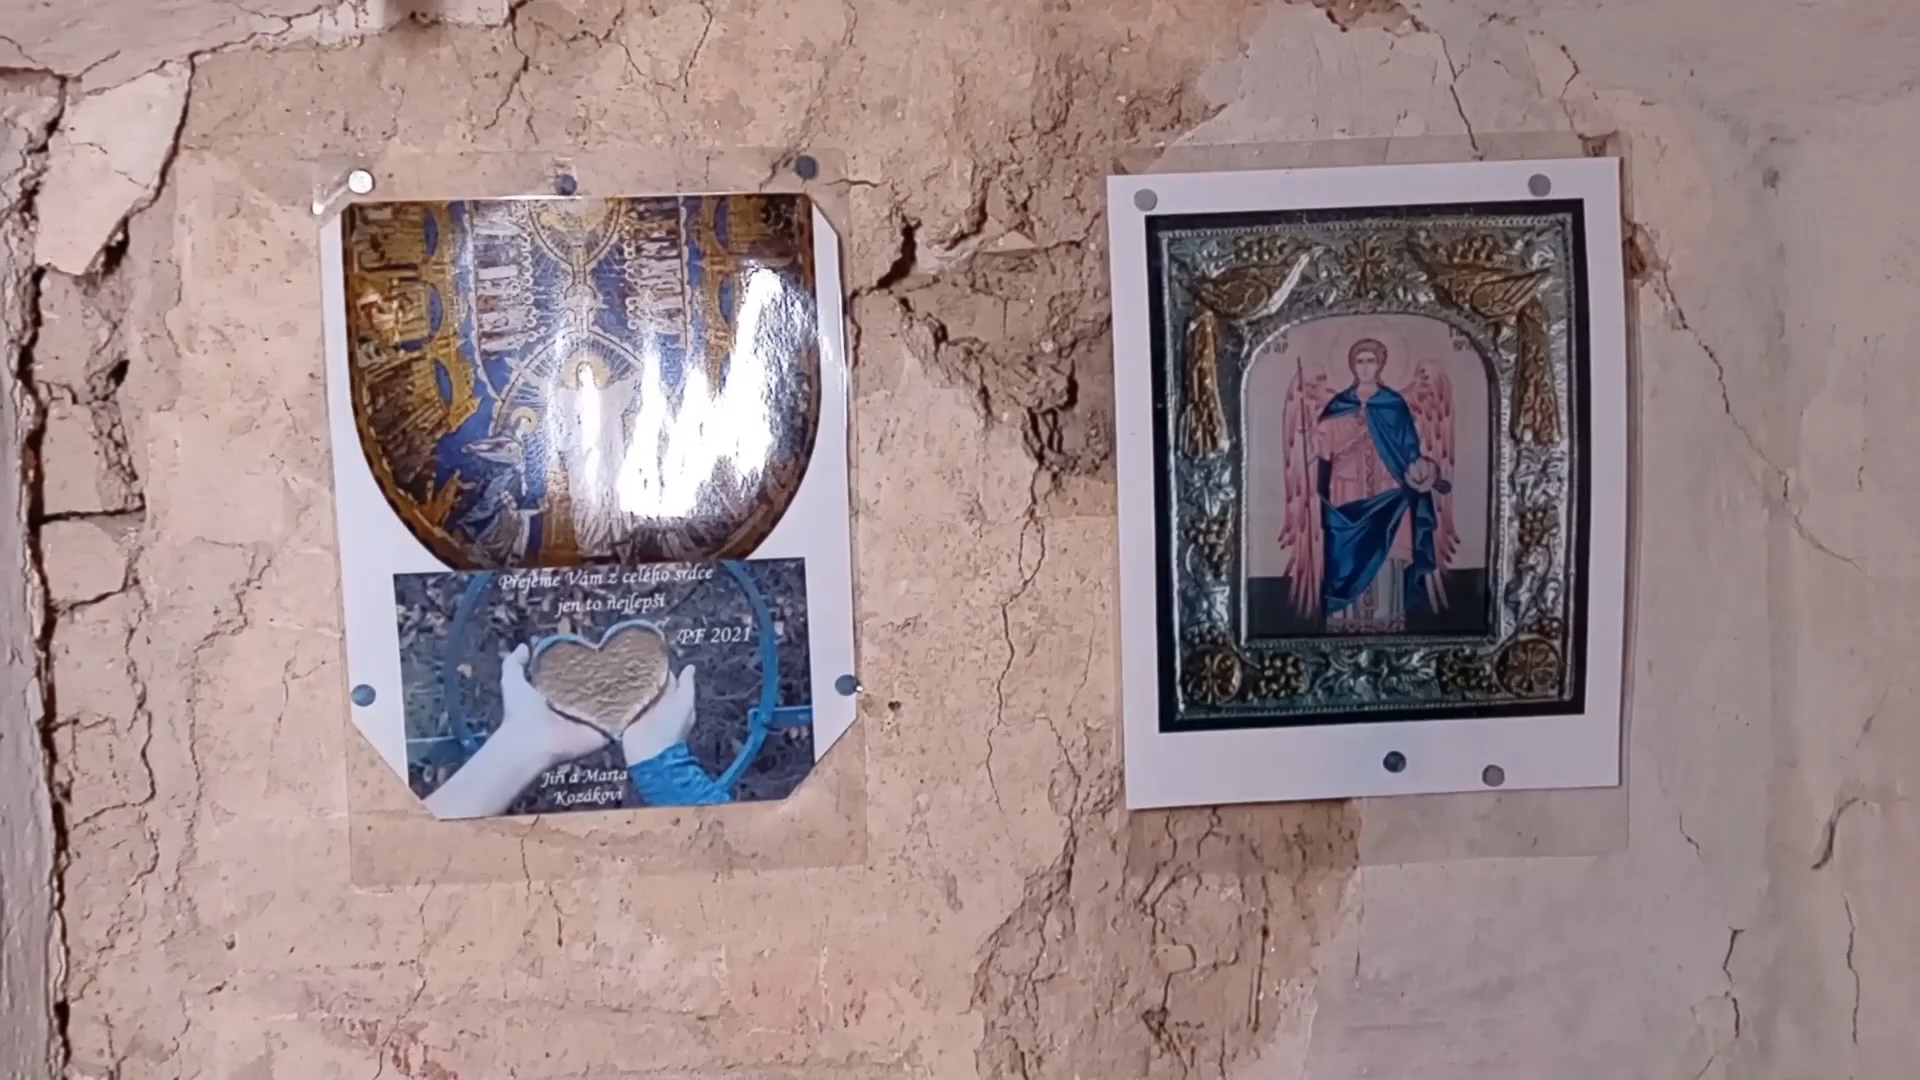 Přejeme Vám z celého srdce
jen to nejlepší
PF 2021
Jiří a Marta
Kozákovi